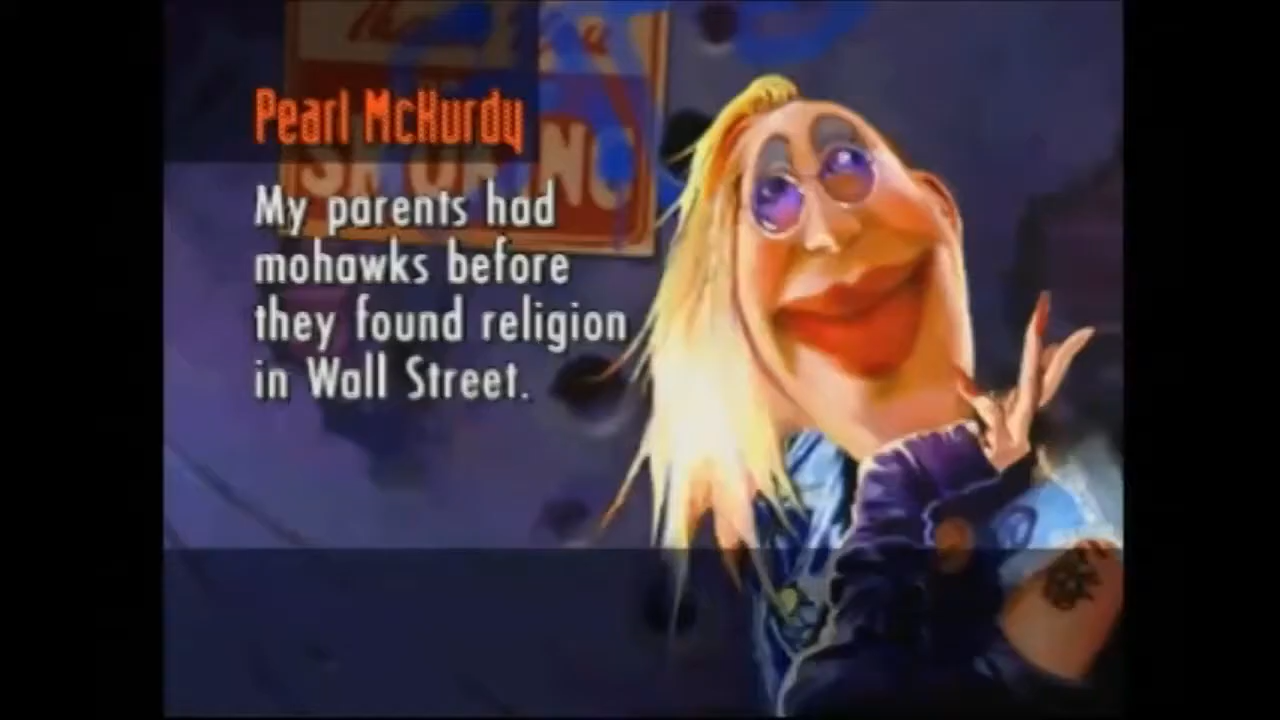 Pearl McKurdy
My parents had
mohawks before
they found religion
in Wall Street.